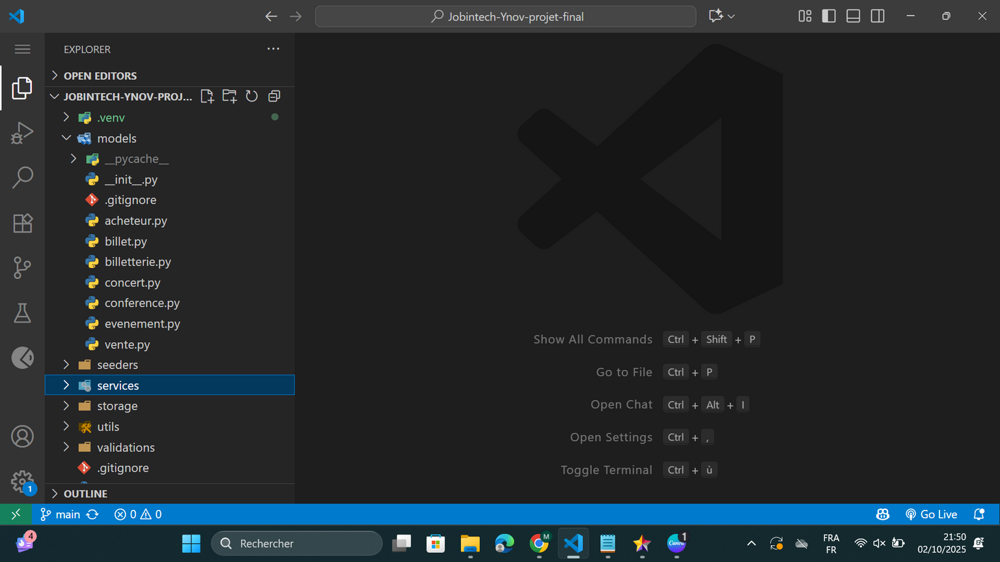 Jobintech-Ynov-projet-final
EXPLORER
OPEN EDITORS
JOBINTECH-YNOV-PROJ...
.venv
models
__pycache__
__init__.py
.gitignore
acheteur.py
billet.py
billetterie.py
concert.py
conference.py
evenement.py
vente.py
seeders
services
storage
utils
validations
.gitignore
OUTLINE
Show All Commands Ctrl + Shift + P
Go to File Ctrl + P
Open Chat Ctrl + Alt + I
Open Settings Ctrl + ,
Toggle Terminal Ctrl + ù
1
main 0 0 Go Live
4
Rechercher
M
Canva
1
FRA
FR
21:50
02/10/2025